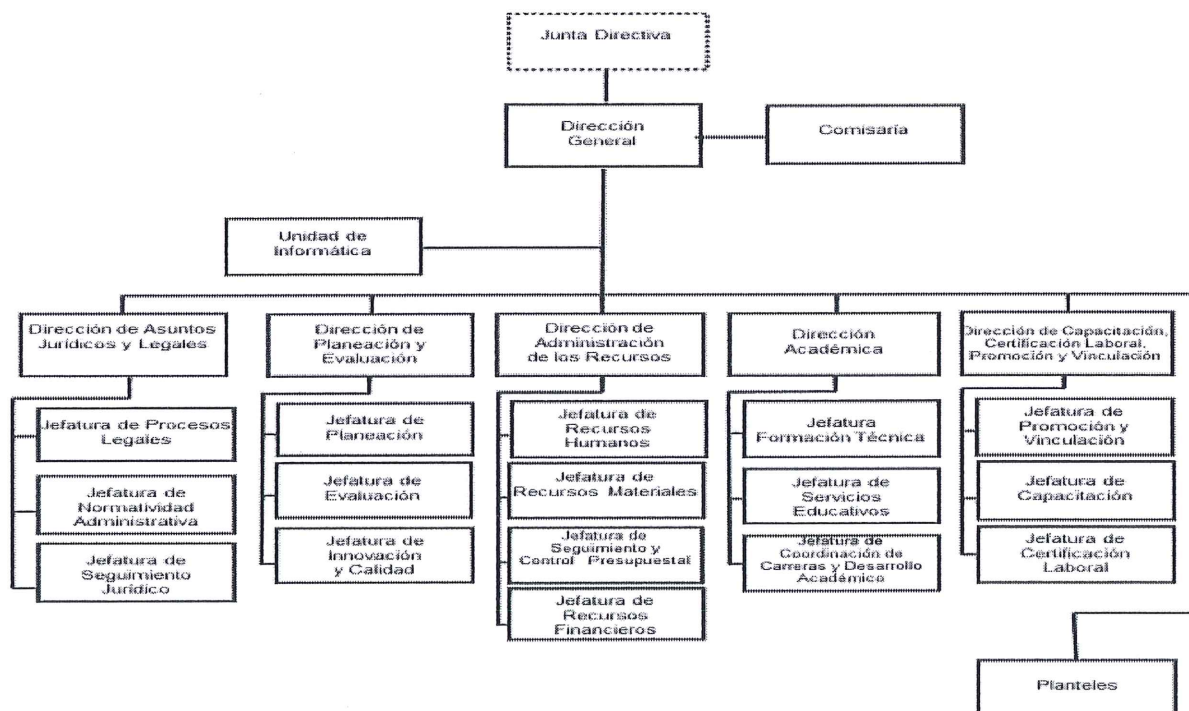 Junta Directiva
Dirección
General
Comisaría
Unidad de
Informática
Dirección de Asuntos
Jurídicos y Legales
Dirección de
Planeación y
Evaluación
Dirección de
Administración
de los Recursos
Dirección
Académica
Dirección de Capacitación,
Certificación Laboral,
Promoción y Vinculación
Jefatura de Procesos
Legales
Jefatura de
Normatividad
Administrativa
Jefatura de
Seguimiento
Jurídico
Jefatura de
Planeación
Jefatura de
Evaluación
Jefatura de
Innovación
y Calidad
Jefatura de
Recursos
Humanos
Jefatura de
Recursos Materiales
Jefatura de
Seguimiento y
Control Presupuestal
Jefatura de
Recursos
Financieros
Jefatura
Formación Técnica
Jefatura de
Servicios
Educativos
Jefatura de
Coordinación de
Carreras y Desarrollo
Académico
Jefatura de
Promoción y
Vinculación
Jefatura de
Capacitación
Jefatura de
Certificación
Laboral
Planteles